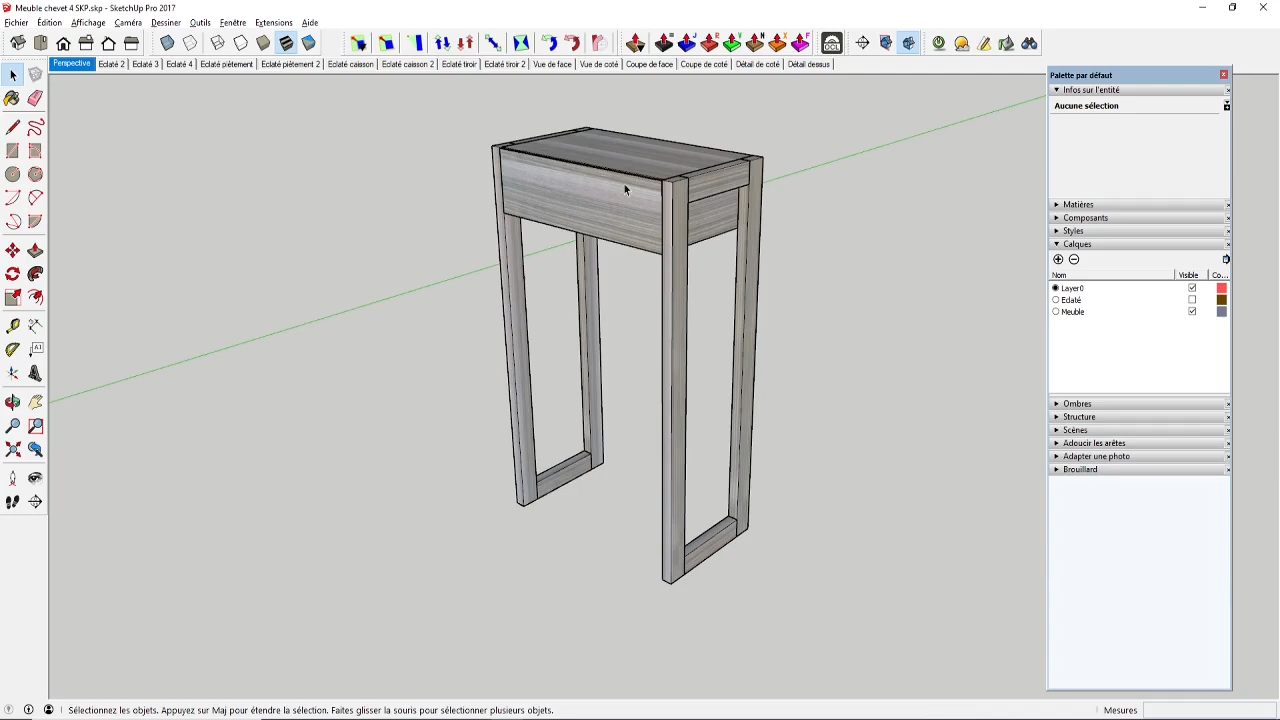 Meuble chevet 4 SKP.skp - SketchUp Pro 2017
Fichier Édition Affichage Caméra Dessiner Outils Fenêtre Extensions Aide
Perspective Eclaté 2 Eclaté 3 Eclaté 4 Eclaté piétement Eclaté piétement 2 Eclaté caisson Eclaté caisson 2 Eclaté tiroir Eclaté tiroir 2 Vue de face Vue de coté Coupe de face Coupe de coté Détail de coté Détail dessus
Palette par défaut
Infos sur l'entité
Aucune sélection
Matières
Composants
Styles
Calques
Nom Visible Co...
Layer0
Eclaté
Meuble
Ombres
Structure
Scènes
Adoucir les arêtes
Adapter une photo
Brouillard
OCL
A1
Sélectionnez les objets. Appuyez sur Maj pour étendre la sélection. Faites glisser la souris pour sélectionner plusieurs objets.
Mesures